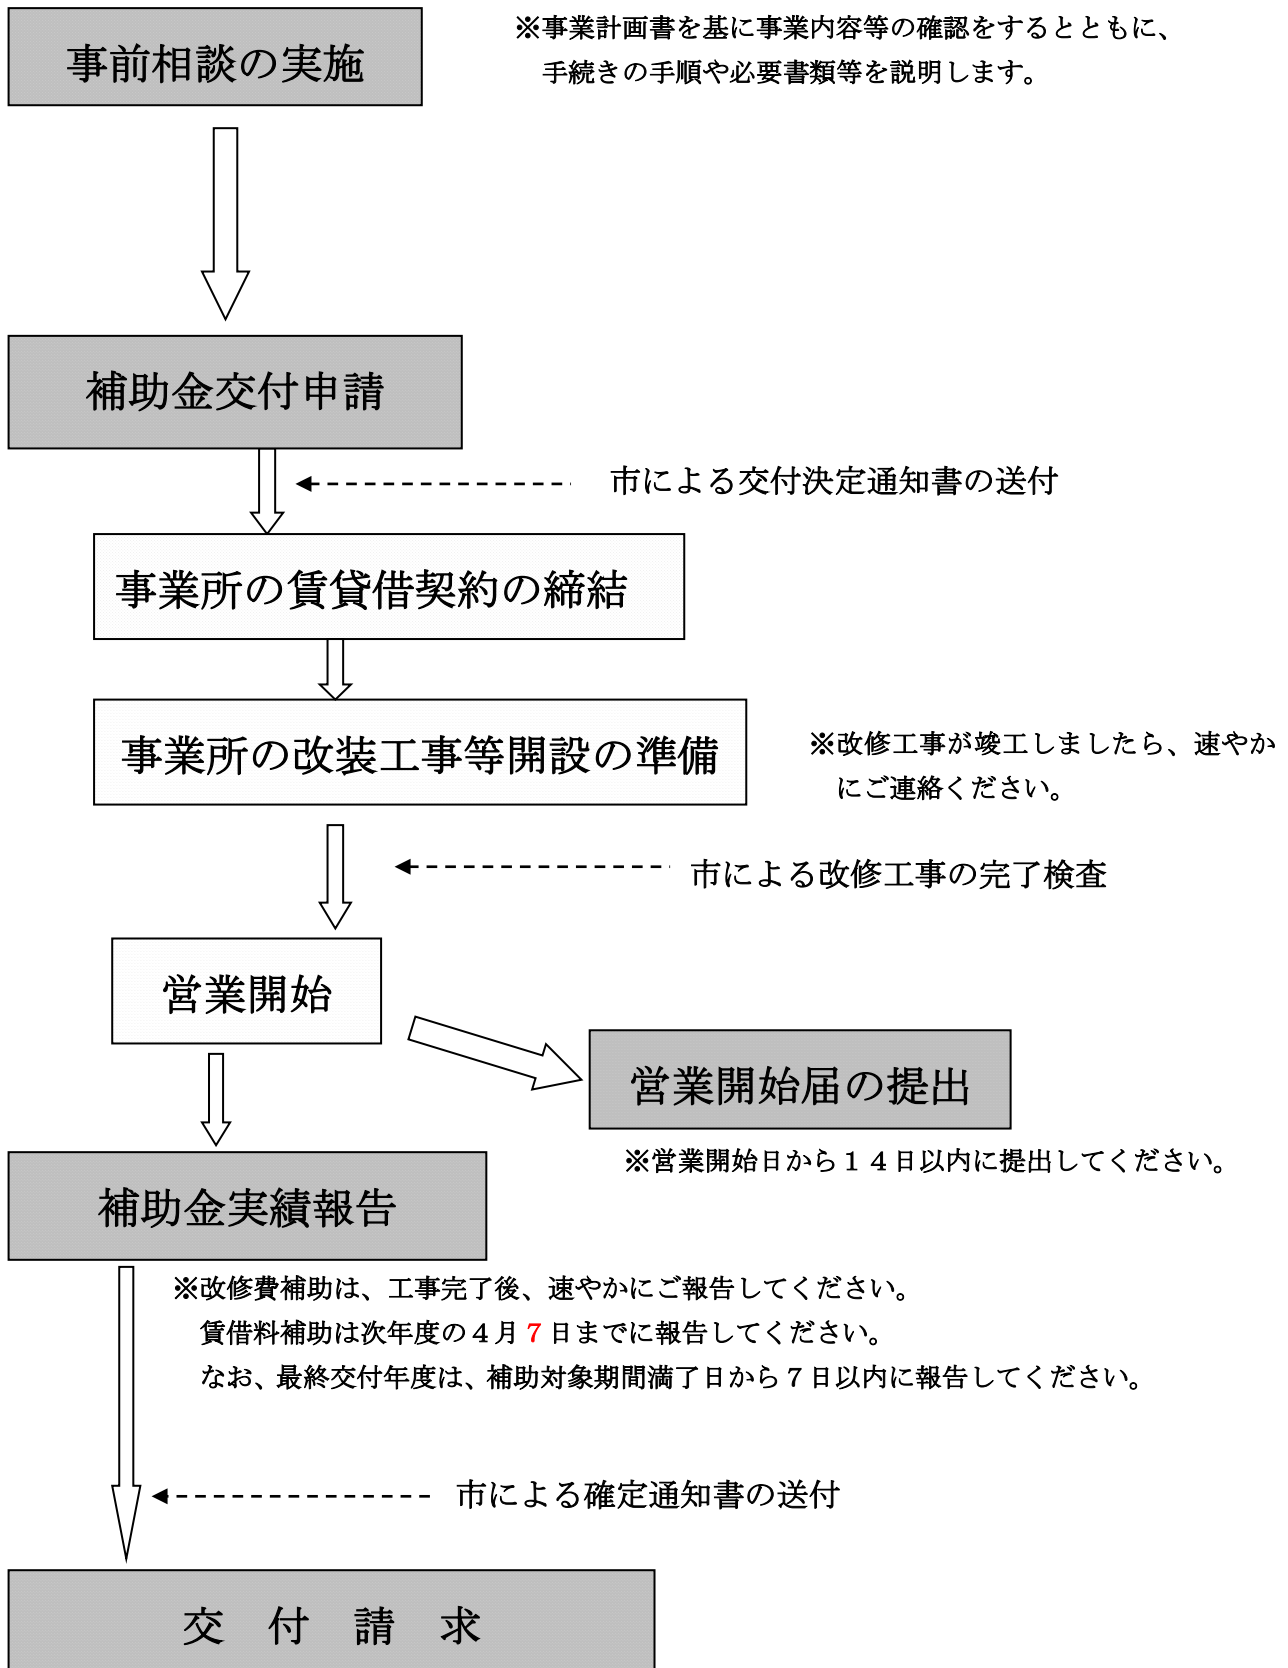 事前相談の実施
※事業計画書を基に事業内容等の確認をするとともに、
手続きの手順や必要書類等を説明します。
補助金交付申請
市による交付決定通知書の送付
事業所の賃貸借契約の締結
事業所の改装工事等開設の準備
※改修工事が竣工しましたら、速やか
にご連絡ください。
市による改修工事の完了検査
営業開始
営業開始届の提出
※営業開始日から１４日以内に提出してください。
補助金実績報告
※改修費補助は、工事完了後、速やかにご報告してください。
賃借料補助は次年度の４月７日までに報告してください。
なお、最終交付年度は、補助対象期間満了日から７日以内に報告してください。
市による確定通知書の送付
交　付　請　求